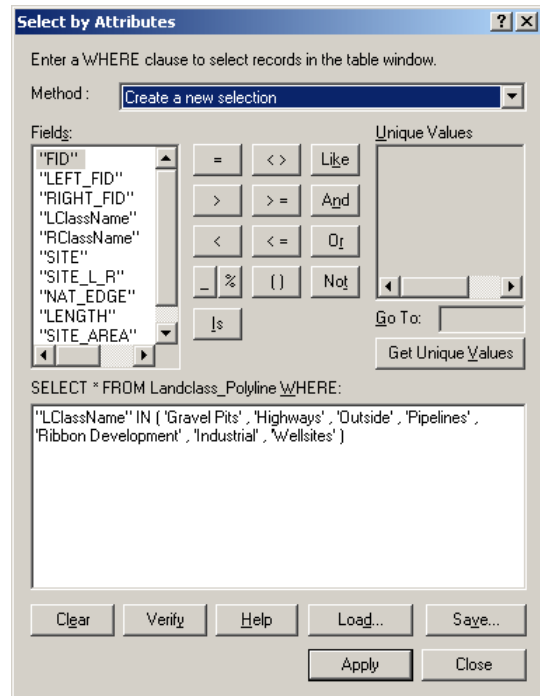 Select by Attributes
Enter a WHERE clause to select records in the table window.
Method : Create a new selection
Fields: Unique Values
"FID"
"LEFT_FID"
"RIGHT_FID"
"LClassName"
"RClassName"
"SITE"
"SITE_L_R"
"NAT_EDGE"
"LENGTH"
"SITE_AREA"
= <> Like
> > = And
< < = Or
_ % () Not
Is
Go To:
Get Unique Values
SELECT * FROM Landclass_Polyline WHERE:
"LClassName" IN ( 'Gravel Pits' , 'Highways' , 'Outside' , 'Pipelines' ,
'Ribbon Development' , 'Industrial' , 'Wellsites' )
Clear Verify Help Load... Save...
Apply Close